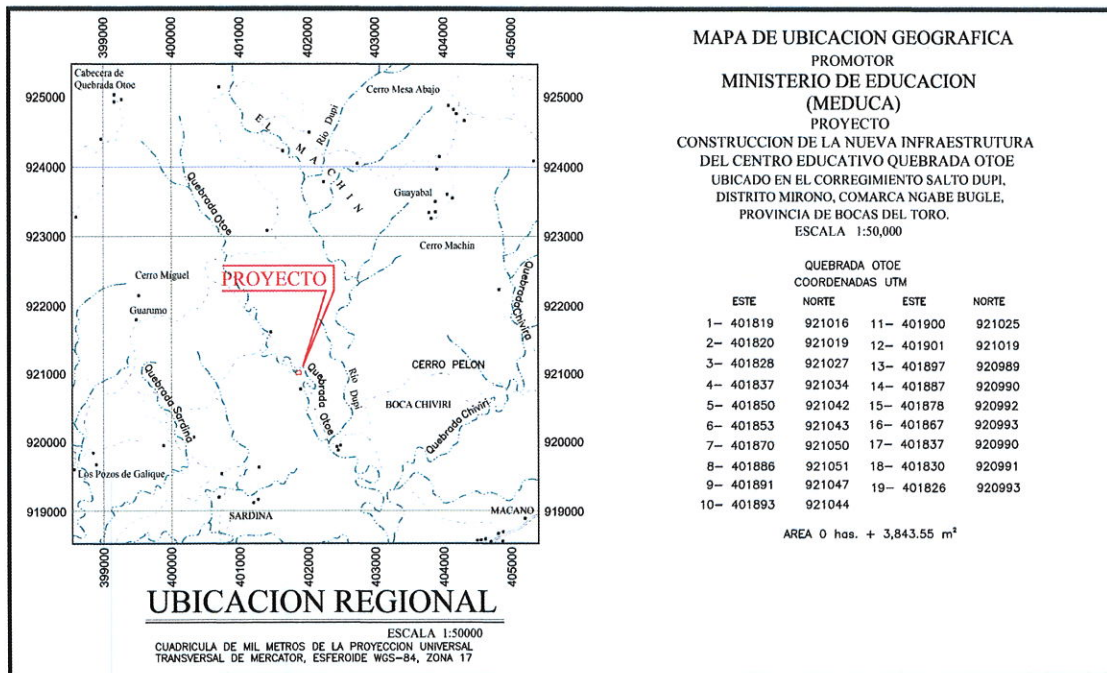 399000
400000
401000
402000
403000
404000
405000
925000
924000
923000
922000
921000
920000
919000
Cabecera de
Quebrada Otoe
Cerro Mesa Abajo
Rio Dupi
EL MACHIN
Quebrada Otoe
Guayabal
Cerro Machin
Cerro Miguel
PROYECTO
Guarumo
Quebrada Chivira
CERRO PELON
Quebrada Otoe
Rio Dupi
BOCA CHIVIRI
Quebrada Sardina
Quebrada Chiviri
Los Pozos de Galique
SARDINA
MACANO
925000
924000
923000
922000
921000
920000
919000
399000
400000
401000
402000
403000
404000
405000
UBICACION REGIONAL
ESCALA 1:50000
CUADRICULA DE MIL METROS DE LA PROYECCION UNIVERSAL
TRANSVERSAL DE MERCATOR, ESFEROIDE WGS-84, ZONA 17
MAPA DE UBICACION GEOGRAFICA
PROMOTOR
MINISTERIO DE EDUCACION
(MEDUCA)
PROYECTO
CONSTRUCCION DE LA NUEVA INFRAESTRUTURA
DEL CENTRO EDUCATIVO QUEBRADA OTOE
UBICADO EN EL CORREGIMIENTO SALTO DUPI,
DISTRITO MIRONO, COMARCA NGABE BUGLE,
PROVINCIA DE BOCAS DEL TORO.
ESCALA 1:50,000
QUEBRADA OTOE
COORDENADAS UTM
ESTE NORTE ESTE NORTE
1- 401819 921016 11- 401900 921025
2- 401820 921019 12- 401901 921019
3- 401828 921027 13- 401897 920989
4- 401837 921034 14- 401887 920990
5- 401850 921042 15- 401878 920992
6- 401853 921043 16- 401867 920993
7- 401870 921050 17- 401837 920990
8- 401886 921051 18- 401830 920991
9- 401891 921047 19- 401826 920993
10- 401893 921044
AREA 0 has. + 3,843.55 m²